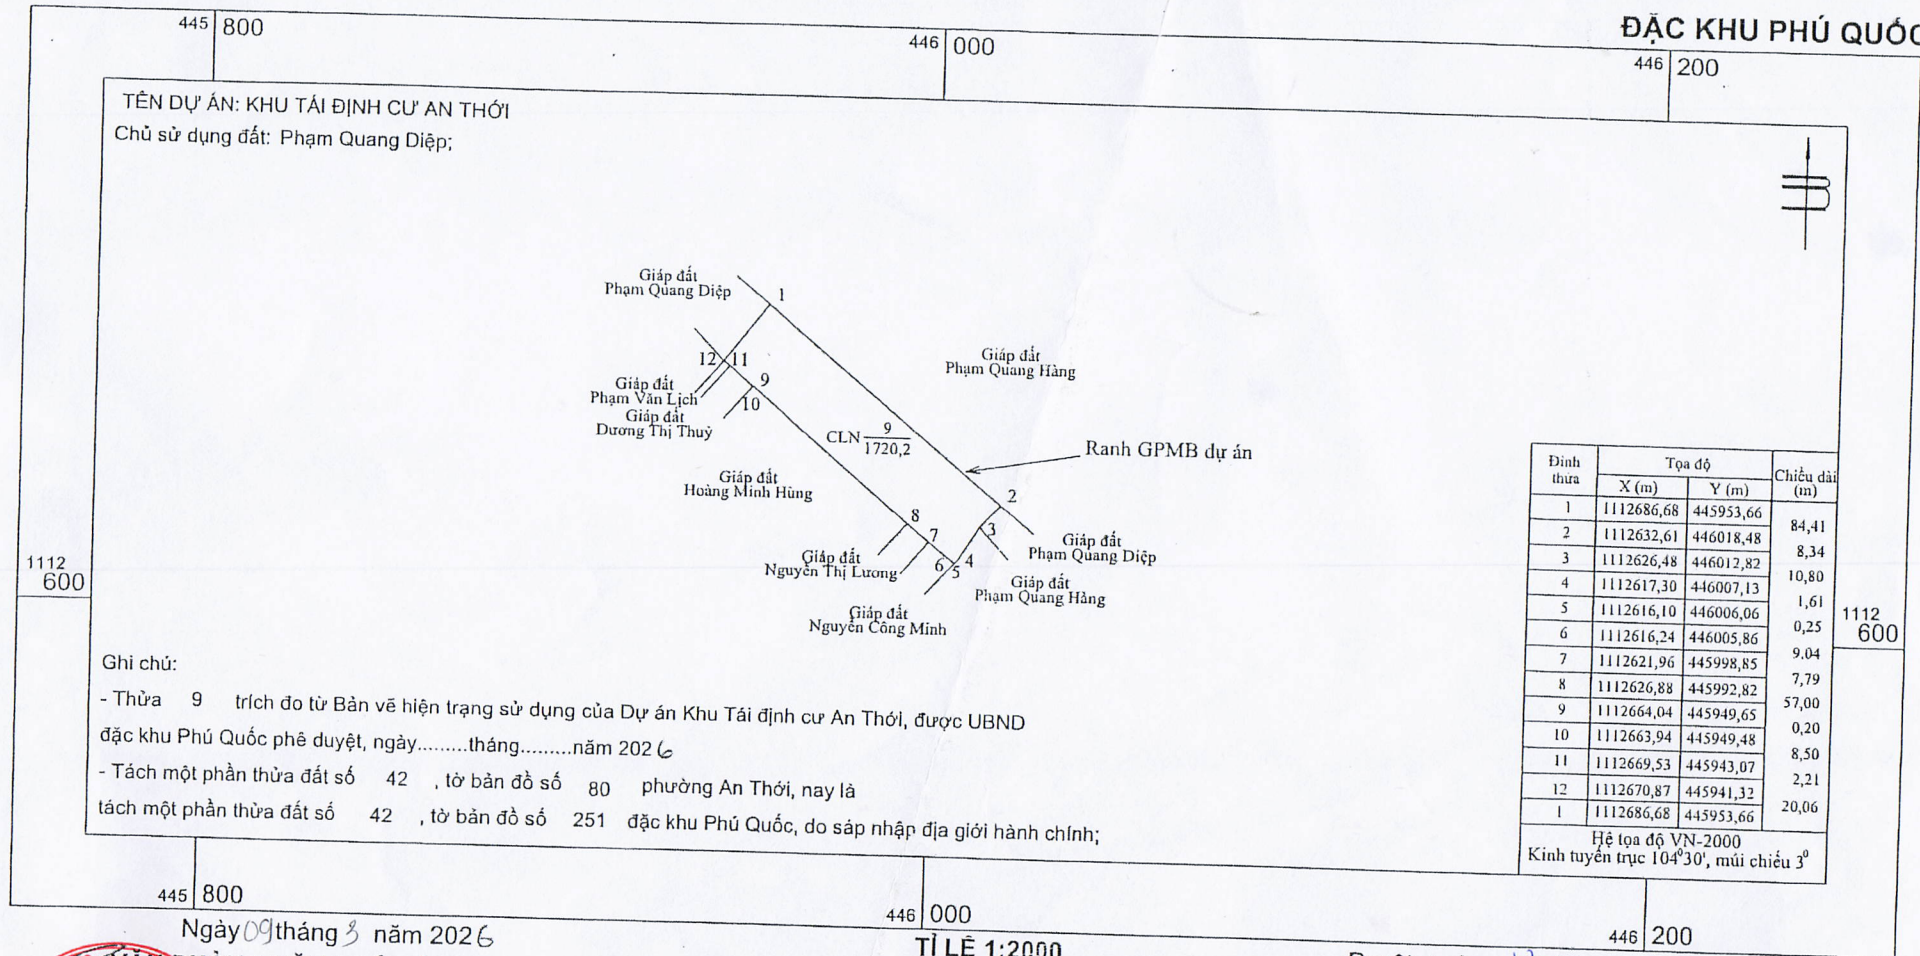 ĐẶC KHU PHÚ QUỐC
445 800
446 000
446 200
TÊN DỰ ÁN: KHU TÁI ĐỊNH CƯ AN THỚI
Chủ sử dụng đất: Phạm Quang Diệp;
Giáp đất
Phạm Quang Diệp
1
12 11
9
10
Giáp đất
Phạm Văn Lịch
Giáp đất
Dương Thị Thuỷ
Giáp đất
Phạm Quang Hàng
CLN 9
1720,2
Ranh GPMB dự án
Giáp đất
Hoàng Minh Hùng
2
8
3
7
6 5 4
Giáp đất
Phạm Quang Diệp
Giáp đất
Nguyễn Thị Lương
Giáp đất
Phạm Quang Hàng
Giáp đất
Nguyễn Công Minh
1112
600
1112
600
Đỉnh thửa Tọa độ Chiều dài (m)
X (m) Y (m)
1 1112686,68 445953,66
84,41
2 1112632,61 446018,48
8,34
3 1112626,48 446012,82
10,80
4 1112617,30 446007,13
1,61
5 1112616,10 446006,06
0,25
6 1112616,24 446005,86
9,04
7 1112621,96 445998,85
7,79
8 1112626,88 445992,82
57,00
9 1112664,04 445949,65
0,20
10 1112663,94 445949,48
8,50
11 1112669,53 445943,07
2,21
12 1112670,87 445941,32
20,06
1 1112686,68 445953,66
Hệ tọa độ VN-2000
Kinh tuyến trục 104⁰30', múi chiếu 3⁰
Ghi chú:
- Thửa 9 trích đo từ Bản vẽ hiện trạng sử dụng của Dự án Khu Tái định cư An Thới, được UBND
đặc khu Phú Quốc phê duyệt, ngày.........tháng.........năm 2026
- Tách một phần thửa đất số 42 , tờ bản đồ số 80 phường An Thới, nay là
tách một phần thửa đất số 42 , tờ bản đồ số 251 đặc khu Phú Quốc, do sáp nhập địa giới hành chính;
445 800
446 000
446 200
Ngày 09 tháng 3 năm 2026
TỈ LỆ 1:2000